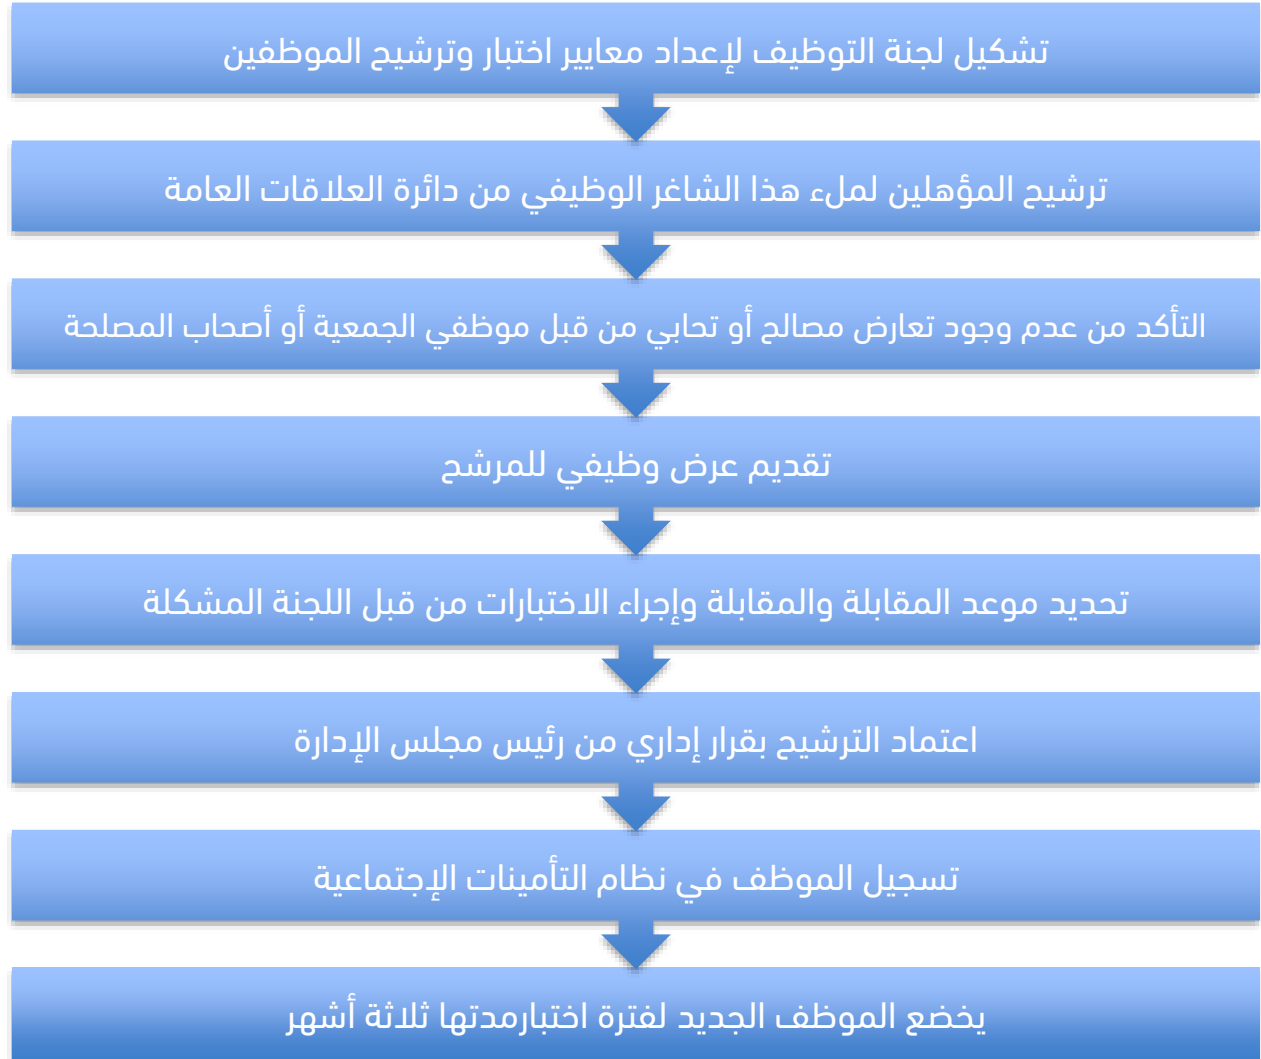 تشكيل لجنة التوظيف لإعداد معايير اختبار وترشيح الموظفين
ترشيح المؤهلين لملء هذا الشاغر الوظيفي من دائرة العلاقات العامة
التأكد من عدم وجود تعارض مصالح أو تحابي من قبل موظفي الجمعية أو أصحاب المصلحة
تقديم عرض وظيفي للمرشح
تحديد موعد المقابلة والمقابلة وإجراء الاختبارات من قبل اللجنة المشكلة
اعتماد الترشيح بقرار إداري من رئيس مجلس الإدارة
تسجيل الموظف في نظام التأمينات الإجتماعية
يخضع الموظف الجديد لفترة اختبارمدتها ثلاثة أشهر